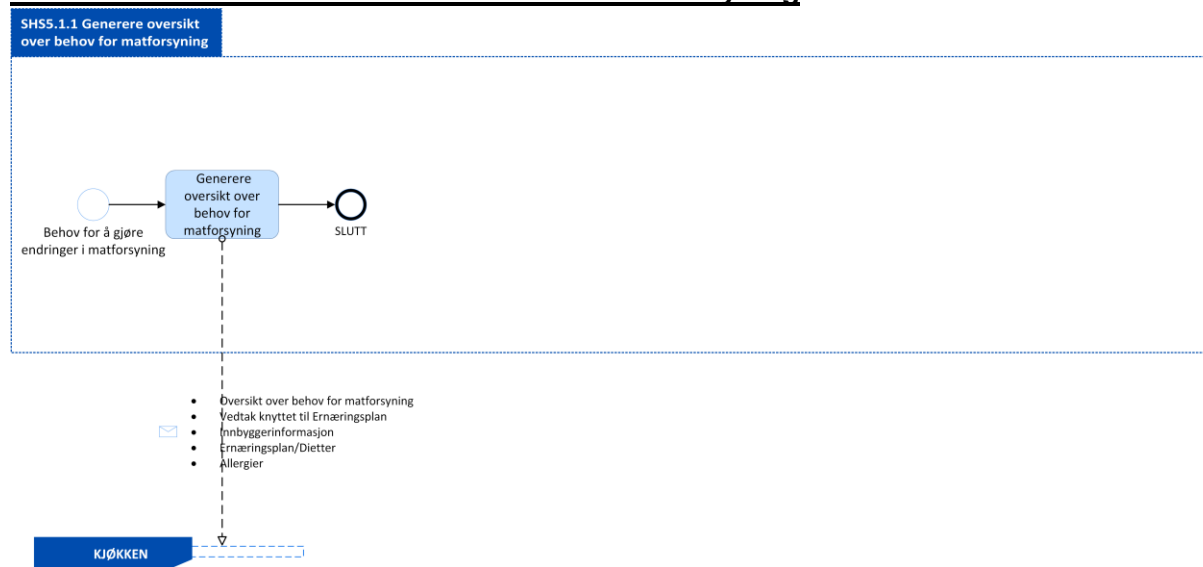 SHS5.1.1 Generere oversikt
over behov for matforsyning
Generere
oversikt over
behov for
matforsyning
Behov for å gjøre
endringer i matforsyning
SLUTT
• Oversikt over behov for matforsyning
• Vedtak knyttet til Ernæringsplan
• Innbyggerinformasjon
• Ernæringsplan/Dietter
• Allergier
KJØKKEN